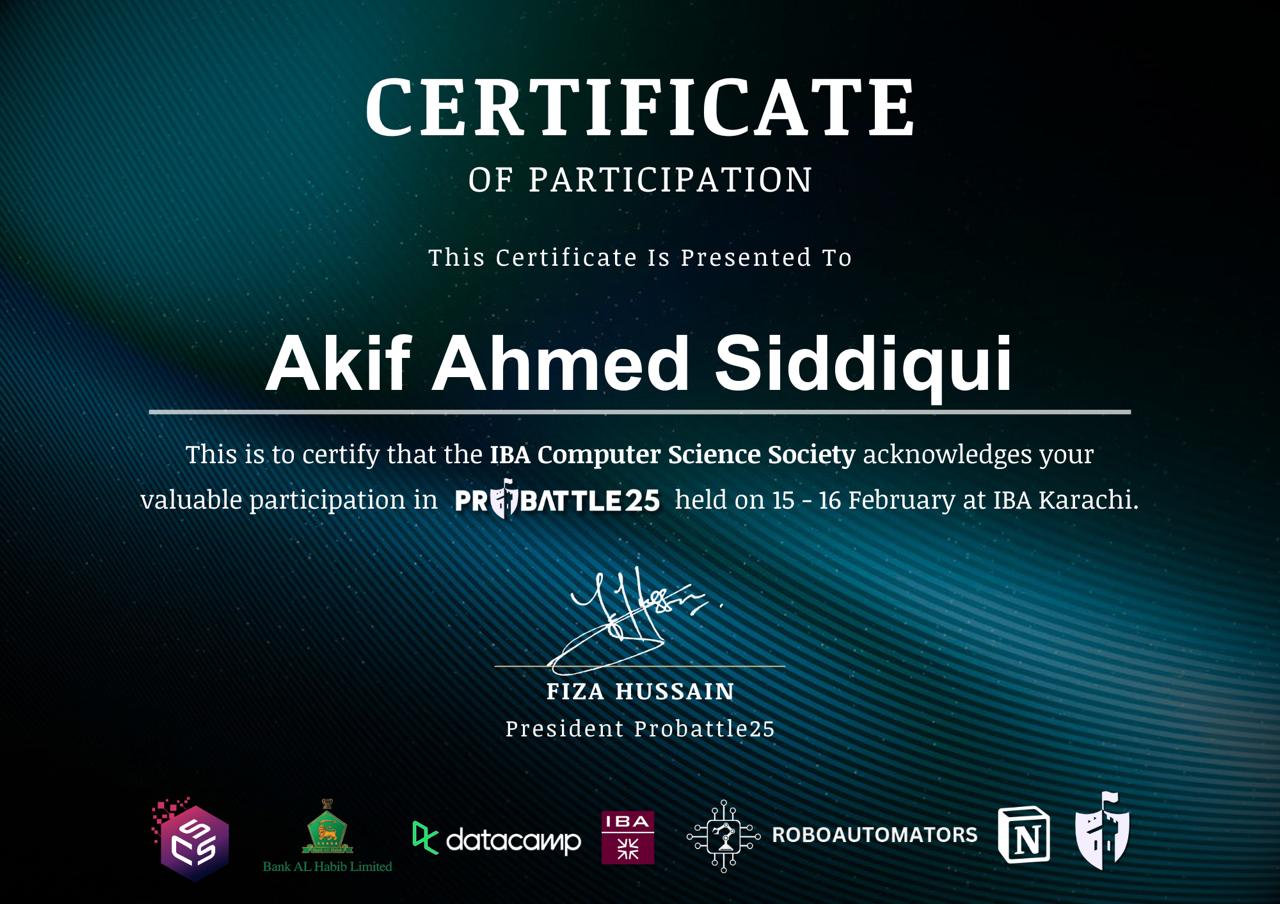 CERTIFICATE
OF PARTICIPATION
This Certificate Is Presented To
Akif Ahmed Siddiqui
This is to certify that the IBA Computer Science Society acknowledges your
valuable participation in PROBATTLE25 held on 15 - 16 February at IBA Karachi.
FIZA HUSSAIN
President Probattle25
SCS
Bank AL Habib Limited
datacamp
IBA
ROBOAUTOMATORS
N